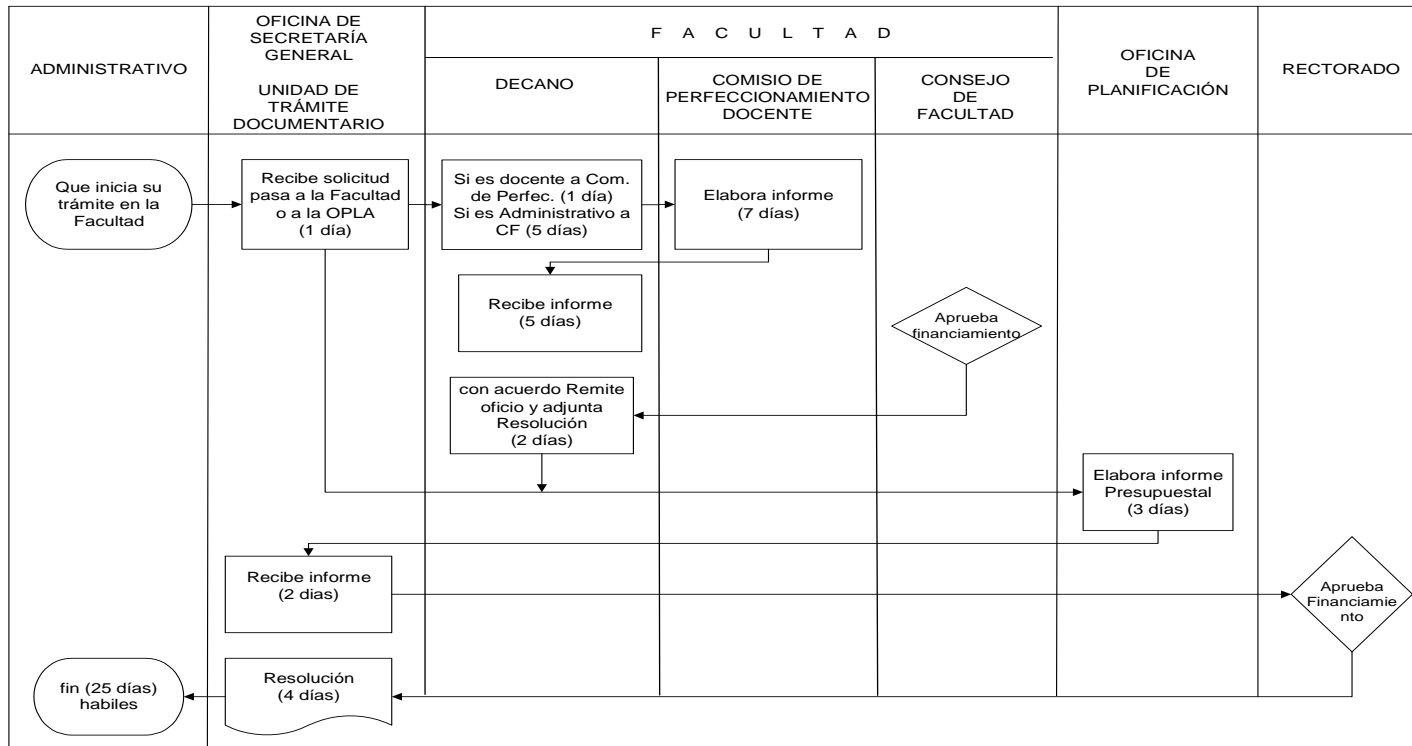 ADMINISTRATIVO
OFICINA DE
SECRETARÍA
GENERAL
UNIDAD DE
TRÁMITE
DOCUMENTARIO
F A C U L T A D
DECANO
COMISIO DE
PERFECCIONAMIENTO
DOCENTE
CONSEJO
DE
FACULTAD
OFICINA
DE
PLANIFICACIÓN
RECTORADO
Que inicia su
trámite en la
Facultad
Recibe solicitud
pasa a la Facultad
o a la OPLA
(1 día)
Si es docente a Com.
de Perfec. (1 día)
Si es Administrativo a
CF (5 días)
Elabora informe
(7 días)
Recibe informe
(5 días)
Aprueba
financiamiento
con acuerdo Remite
oficio y adjunta
Resolución
(2 días)
Elabora informe
Presupuestal
(3 días)
Recibe informe
(2 dias)
Aprueba
Financiamie
nto
Resolución
(4 días)
fin (25 días)
habiles